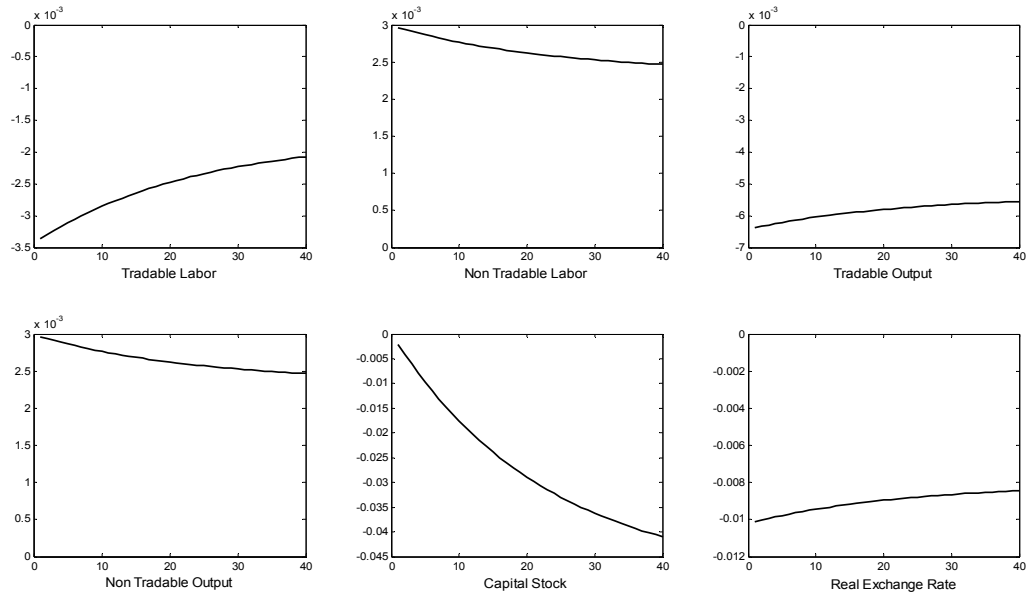 x 10-3
0
-0.5
-1
-1.5
-2
-2.5
-3
-3.5
0 10 20 30 40
Tradable Labor
x 10-3
3
2.5
2
1.5
1
0.5
0
0 10 20 30 40
Non Tradable Labor
x 10-3
0
-1
-2
-3
-4
-5
-6
-7
0 10 20 30 40
Tradable Output
x 10-3
3
2.5
2
1.5
1
0.5
0
0 10 20 30 40
Non Tradable Output
0
-0.005
-0.01
-0.015
-0.02
-0.025
-0.03
-0.035
-0.04
-0.045
0 10 20 30 40
Capital Stock
0
-0.002
-0.004
-0.006
-0.008
-0.01
-0.012
0 10 20 30 40
Real Exchange Rate